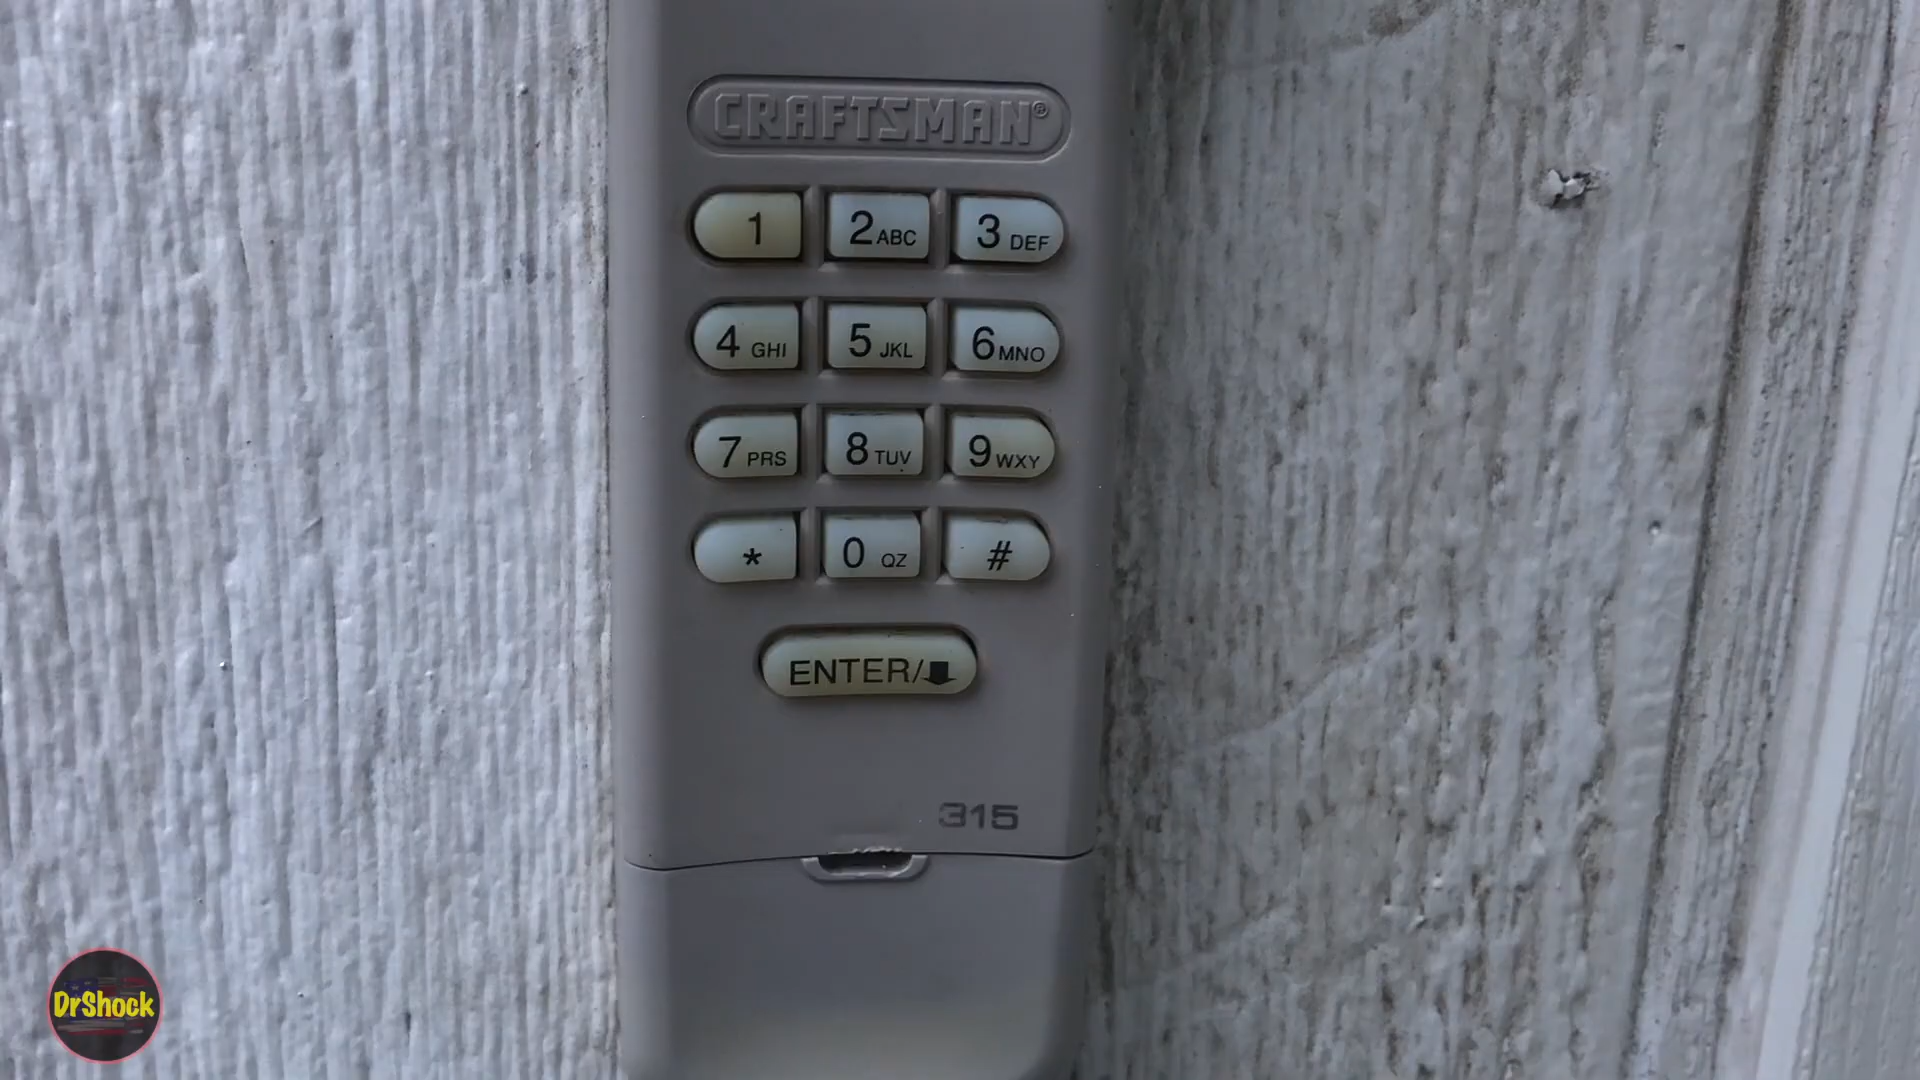 CRAFTSMAN®
1 2 ABC 3 DEF
4 GHI 5 JKL 6 MNO
7 PRS 8 TUV 9 WXY
* 0 QZ #
ENTER/⬇
315
DrShock